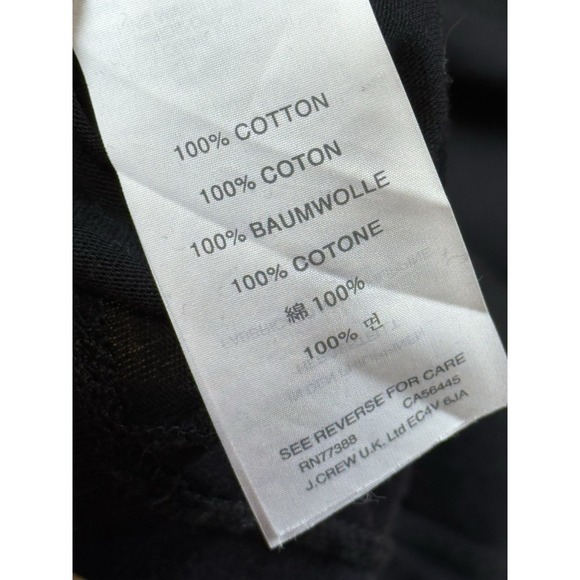 100% COTTON
100% COTON
100% BAUMWOLLE
100% COTONE
綿 100%
100% 면
SEE REVERSE FOR CARE
RN77388 CA56445
J.CREW U.K. Ltd EC4V 6JA